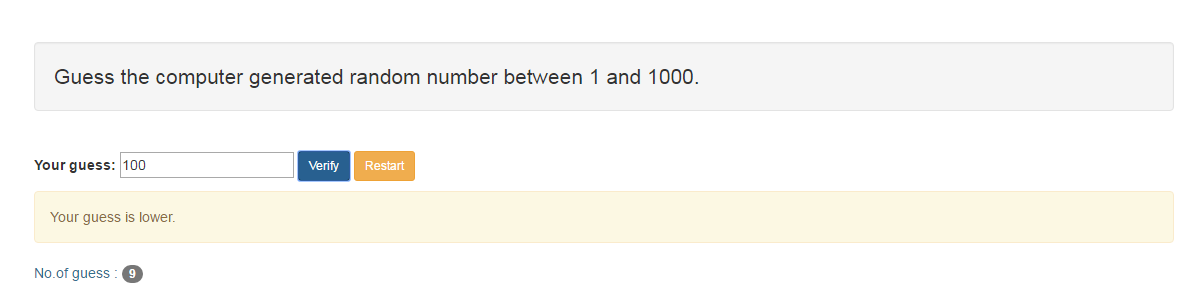 Guess the computer generated random number between 1 and 1000.
Your guess: 100 Verify Restart
Your guess is lower.
No.of guess : 9